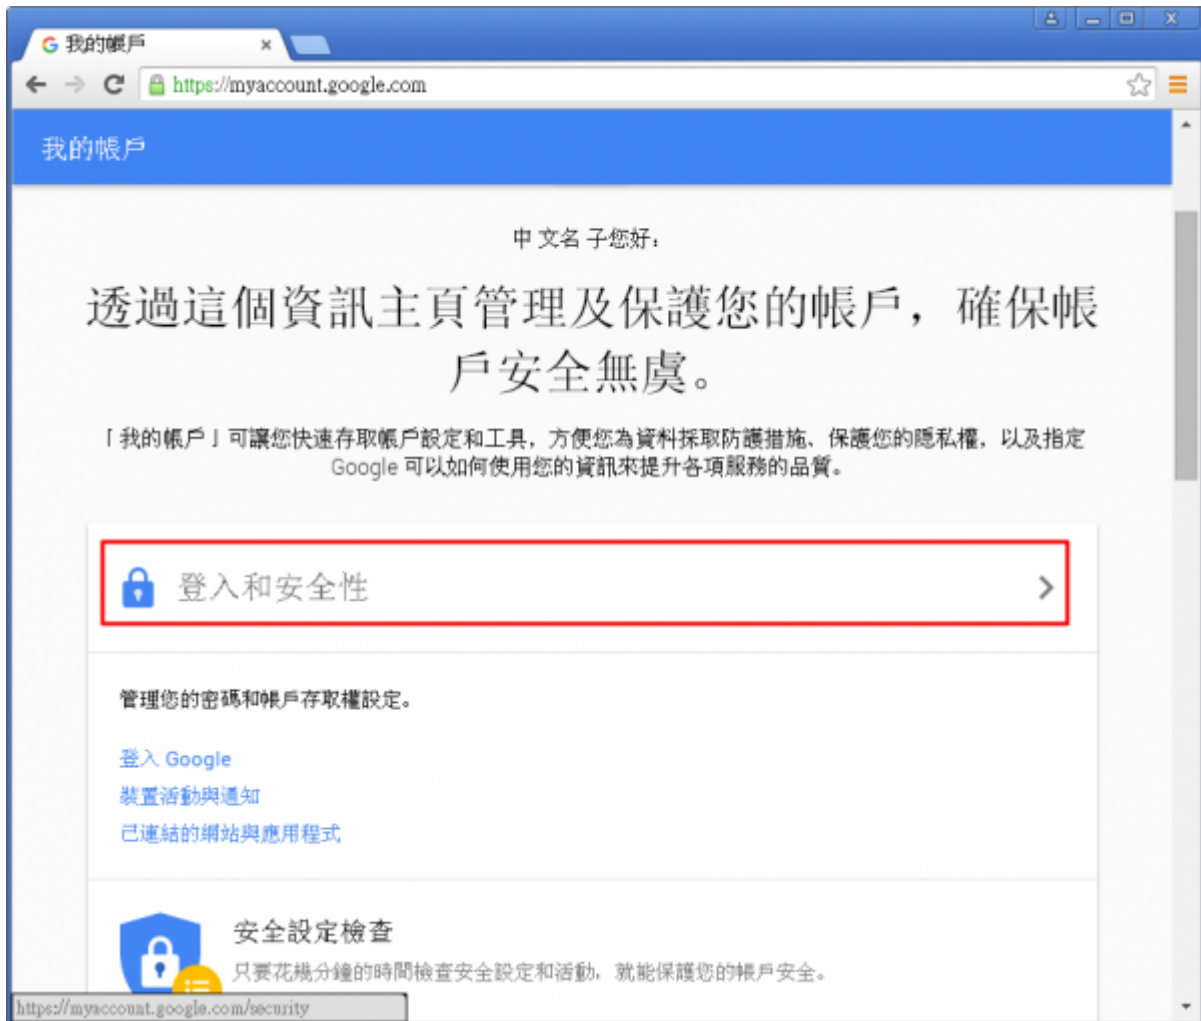 我的帳戶
https://myaccount.google.com
我的帳戶
中 文名 子您好：
透過這個資訊主頁管理及保護您的帳戶，確保帳
戶安全無虞。
「我的帳戶」可讓您快速存取帳戶設定和工具，方便您為資料採取防護措施、保護您的隱私權，以及指定
Google 可以如何使用您的資訊來提升各項服務的品質。
登入和安全性
管理您的密碼和帳戶存取權設定。
登入 Google
裝置活動與通知
已連結的網站與應用程式
安全設定檢查
只要花幾分鐘的時間檢查安全設定和活動，就能保護您的帳戶安全。
https://myaccount.google.com/security